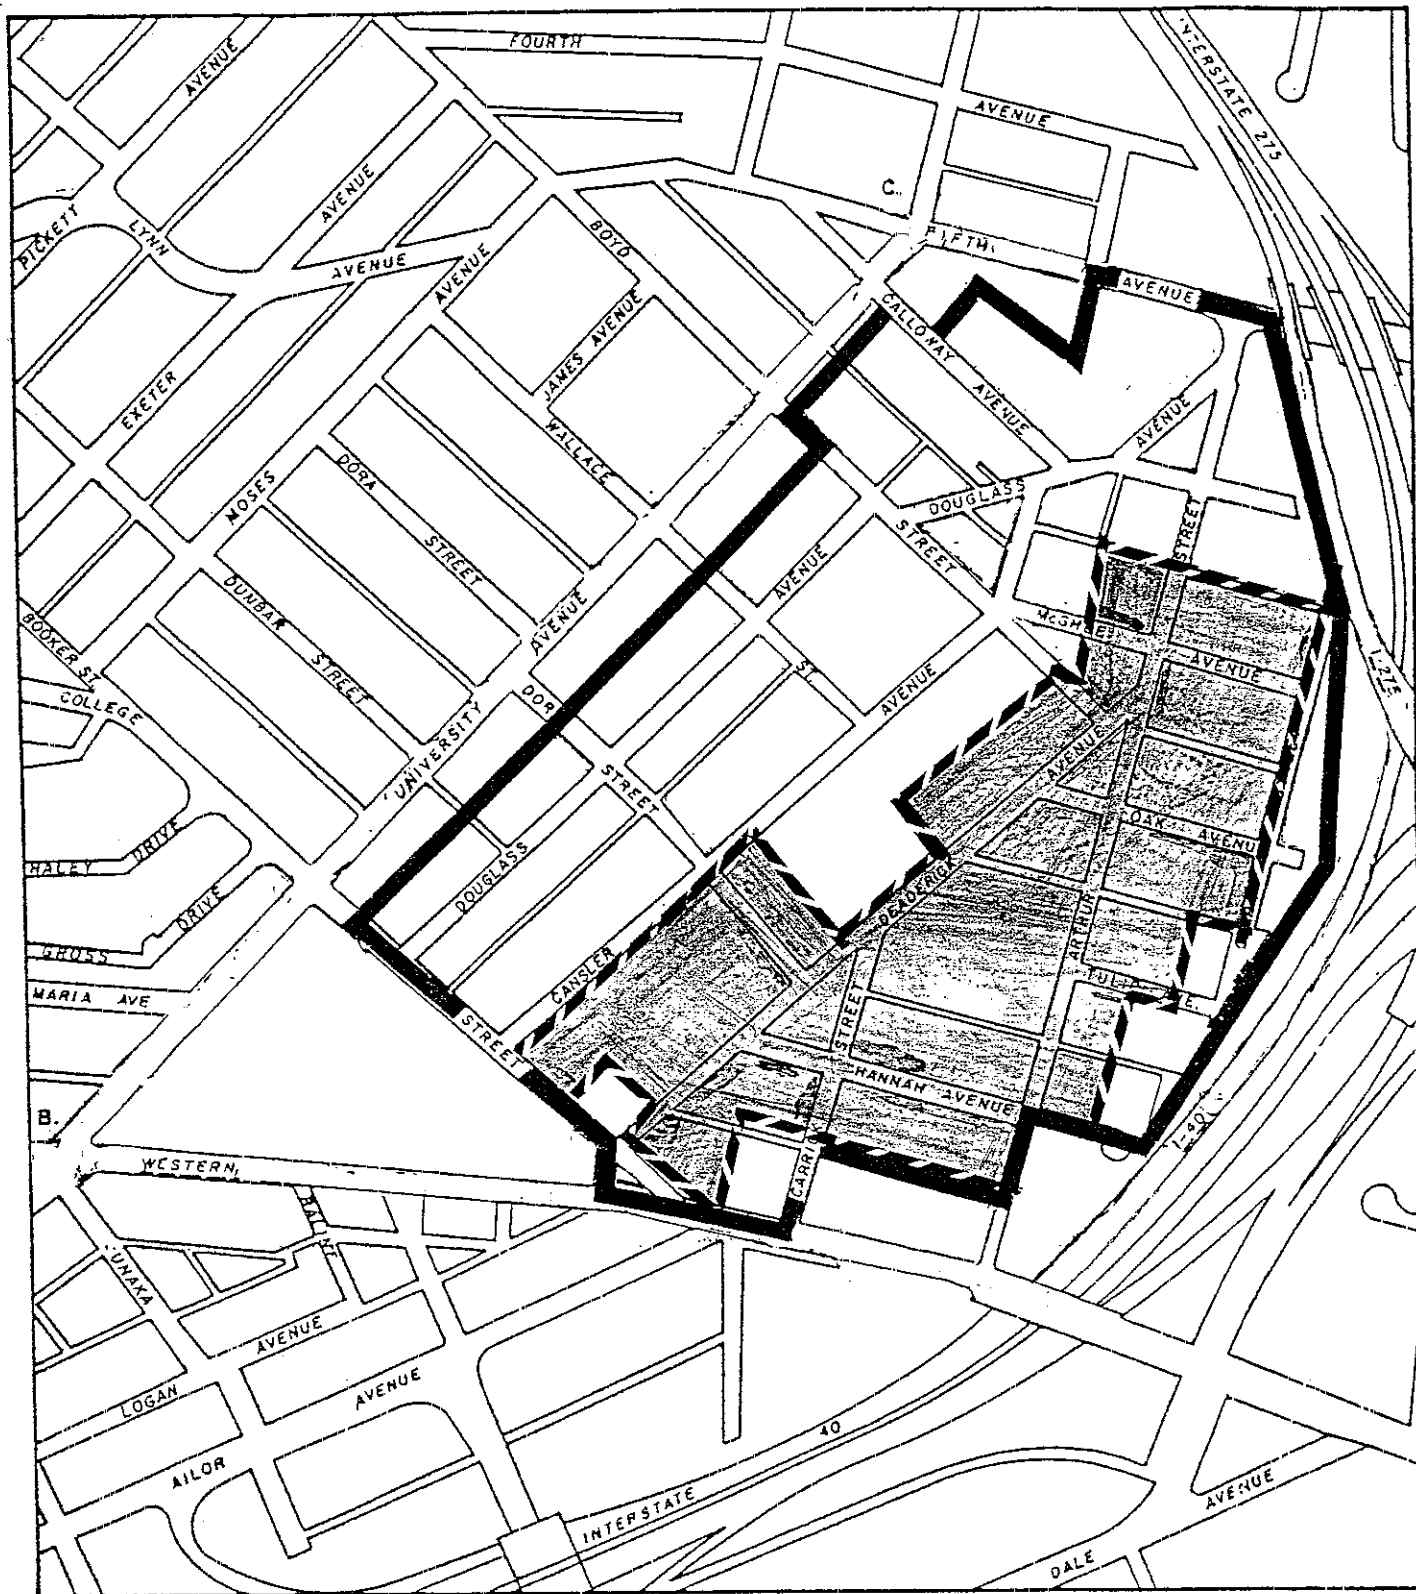 FOURTH
AVENUE
INTERSTATE 275
AVENUE
AVENUE
C.
PICKETT
LYNN
AVENUE
BOYD
FIFTH
AVENUE
AVENUE
CALLOWAY
AVENUE
JAMES AVENUE
EXETER
WALLACE
AVENUE
MOSES
DORA
STREET
DOUGLASS
STREET
STREET
AVENUE
DUNBAR
STREET
AVENUE
BOOKER ST.
COLLEGE
DOR
ST.
AVENUE
AVENUE
I-275
UNIVERSITY
STREET
AVENUE
OAK AVENU
HALEY DRIVE
DOUGLASS
DEADERICK
ARTHUR
DRIVE
GROSS
CANSLER
MARIA AVE
STREET
STREET
TULIP
HANNAH AVENUE
B.
I-40
WESTERN
CARRI
UNAKA
AVENUE
LOGAN
AVENUE
AILOR
40
INTERSTATE
AVENUE
DALE